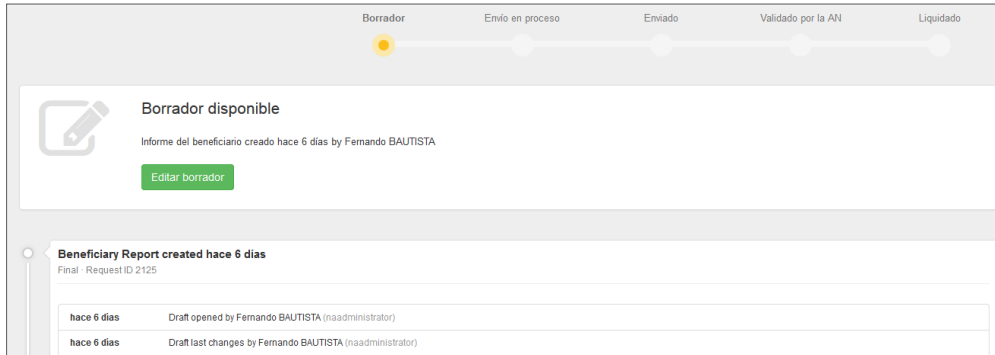 Borrador Envío en proceso Enviado Validado por la AN Liquidado
Borrador disponible
Informe del beneficiario creado hace 6 días by Fernando BAUTISTA
Editar borrador
Beneficiary Report created hace 6 días
Final - Request ID 2125
hace 6 días Draft opened by Fernando BAUTISTA (naadministrator)
hace 6 días Draft last changes by Fernando BAUTISTA (naadministrator)